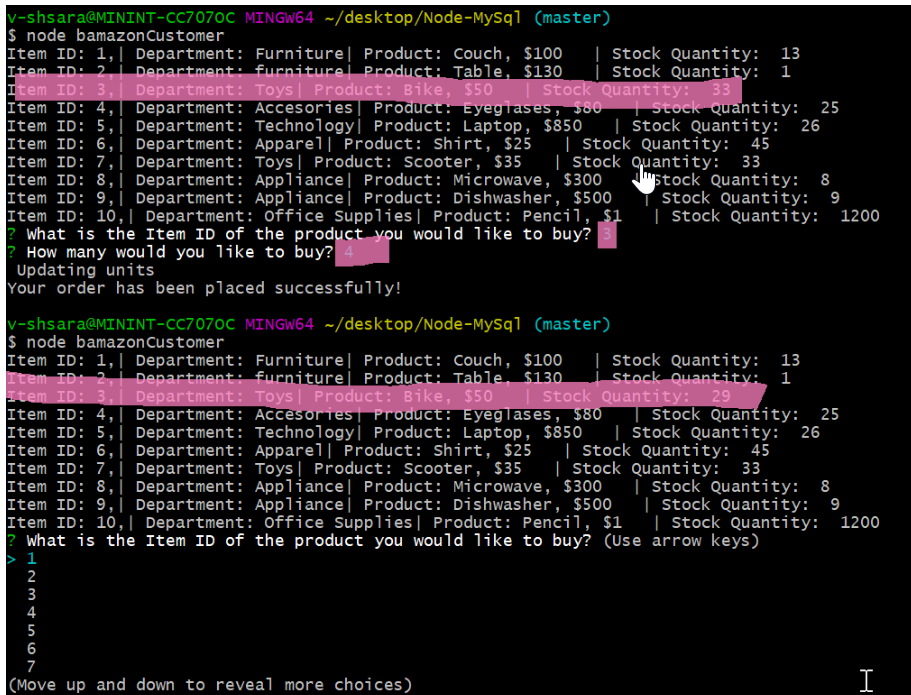 v-shsara@MININT-CC707OC MINGW64 ~/desktop/Node-MySql (master)
$ node bamazonCustomer
Item ID: 1,| Department: Furniture| Product: Couch, $100   | Stock Quantity:  13
Item ID: 2,| Department: furniture| Product: Table, $130   | Stock Quantity:  1
Item ID: 3,| Department: Toys| Product: Bike, $50   | Stock Quantity:  33
Item ID: 4,| Department: Accesories| Product: Eyeglases, $80   | Stock Quantity:  25
Item ID: 5,| Department: Technology| Product: Laptop, $850   | Stock Quantity:  26
Item ID: 6,| Department: Apparel| Product: Shirt, $25   | Stock Quantity:  45
Item ID: 7,| Department: Toys| Product: Scooter, $35   | Stock Quantity:  33
Item ID: 8,| Department: Appliance| Product: Microwave, $300   | Stock Quantity:  8
Item ID: 9,| Department: Appliance| Product: Dishwasher, $500   | Stock Quantity:  9
Item ID: 10,| Department: Office Supplies| Product: Pencil, $1   | Stock Quantity:  1200
? What is the Item ID of the product you would like to buy? 3
? How many would you like to buy? 4
 Updating units
Your order has been placed successfully!
v-shsara@MININT-CC707OC MINGW64 ~/desktop/Node-MySql (master)
$ node bamazonCustomer
Item ID: 1,| Department: Furniture| Product: Couch, $100   | Stock Quantity:  13
Item ID: 2,| Department: furniture| Product: Table, $130   | Stock Quantity:  1
Item ID: 3,| Department: Toys| Product: Bike, $50   | Stock Quantity:  29
Item ID: 4,| Department: Accesories| Product: Eyeglases, $80   | Stock Quantity:  25
Item ID: 5,| Department: Technology| Product: Laptop, $850   | Stock Quantity:  26
Item ID: 6,| Department: Apparel| Product: Shirt, $25   | Stock Quantity:  45
Item ID: 7,| Department: Toys| Product: Scooter, $35   | Stock Quantity:  33
Item ID: 8,| Department: Appliance| Product: Microwave, $300   | Stock Quantity:  8
Item ID: 9,| Department: Appliance| Product: Dishwasher, $500   | Stock Quantity:  9
Item ID: 10,| Department: Office Supplies| Product: Pencil, $1   | Stock Quantity:  1200
? What is the Item ID of the product you would like to buy? (Use arrow keys)
> 1
  2
  3
  4
  5
  6
  7
(Move up and down to reveal more choices)